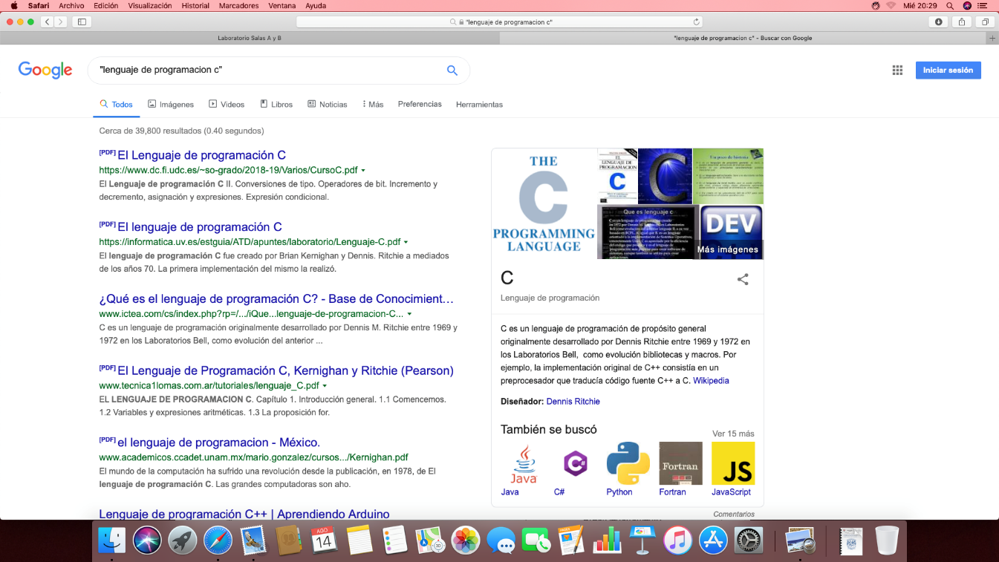 Safari Archivo Edición Visualización Historial Marcadores Ventana Ayuda
Mié 20:29
"lenguaje de programacion c"
Laboratorio Salas A y B
"lenguaje de programacion c" - Buscar con Google
Google
"lenguaje de programacion c"
Iniciar sesión
Todos Imágenes Videos Libros Noticias Más Preferencias Herramientas
Cerca de 39,800 resultados (0.40 segundos)
[PDF] El Lenguaje de programación C
https://www.dc.fi.udc.es/~so-grado/2018-19/Varios/CursoC.pdf
El Lenguaje de programación C II. Conversiones de tipo. Operadores de bit. Incremento y
decremento, asignación y expresiones. Expresión condicional.
[PDF] El lenguaje de programación C
https://informatica.uv.es/estguia/ATD/apuntes/laboratorio/Lenguaje-C.pdf
El lenguaje de programación C fue creado por Brian Kernighan y Dennis. Ritchie a mediados
de los años 70. La primera implementación del mismo la realizó.
¿Qué es el lenguaje de programación C? - Base de Conocimient...
www.ictea.com/cs/index.php?rp=/.../iQue...lenguaje-de-programacion-C...
C es un lenguaje de programación originalmente desarrollado por Dennis M. Ritchie entre 1969 y
1972 en los Laboratorios Bell, como evolución del anterior ...
[PDF] El Lenguaje de Programación C, Kernighan y Ritchie (Pearson)
www.tecnica1lomas.com.ar/tutoriales/lenguaje_C.pdf
EL LENGUAJE DE PROGRAMACION C. Capítulo 1. Introducción general. 1.1 Comencemos.
1.2 Variables y expresiones aritméticas. 1.3 La proposición for.
[PDF] el lenguaje de programacion - México.
www.academicos.ccadet.unam.mx/mario.gonzalez/cursos.../Kernighan.pdf
El mundo de la computación ha sufrido una revolución desde la publicación, en 1978, de El
lenguaje de programación C. Las grandes computadoras son aho.
Lenguaje de programación C++ | Aprendiendo Arduino
THE
C
PROGRAMMING
LANGUAGE
EL
LENGUAJE DE
PROGRAMACION
C
C
Un poco de historia
Que es lenguaje c
DEV
Más imágenes
C
Lenguaje de programación
C es un lenguaje de programación de propósito general
originalmente desarrollado por Dennis Ritchie entre 1969 y 1972 en
los Laboratorios Bell, como evolución bibliotecas y macros. Por
ejemplo, la implementación original de C++ consistía en un
preprocesador que traducía código fuente C++ a C. Wikipedia
Diseñador: Dennis Ritchie
También se buscó
Ver 15 más
Java
C#
Fortran
JS
Java C# Python Fortran JavaScript
Comentarios
AGO
14
3D